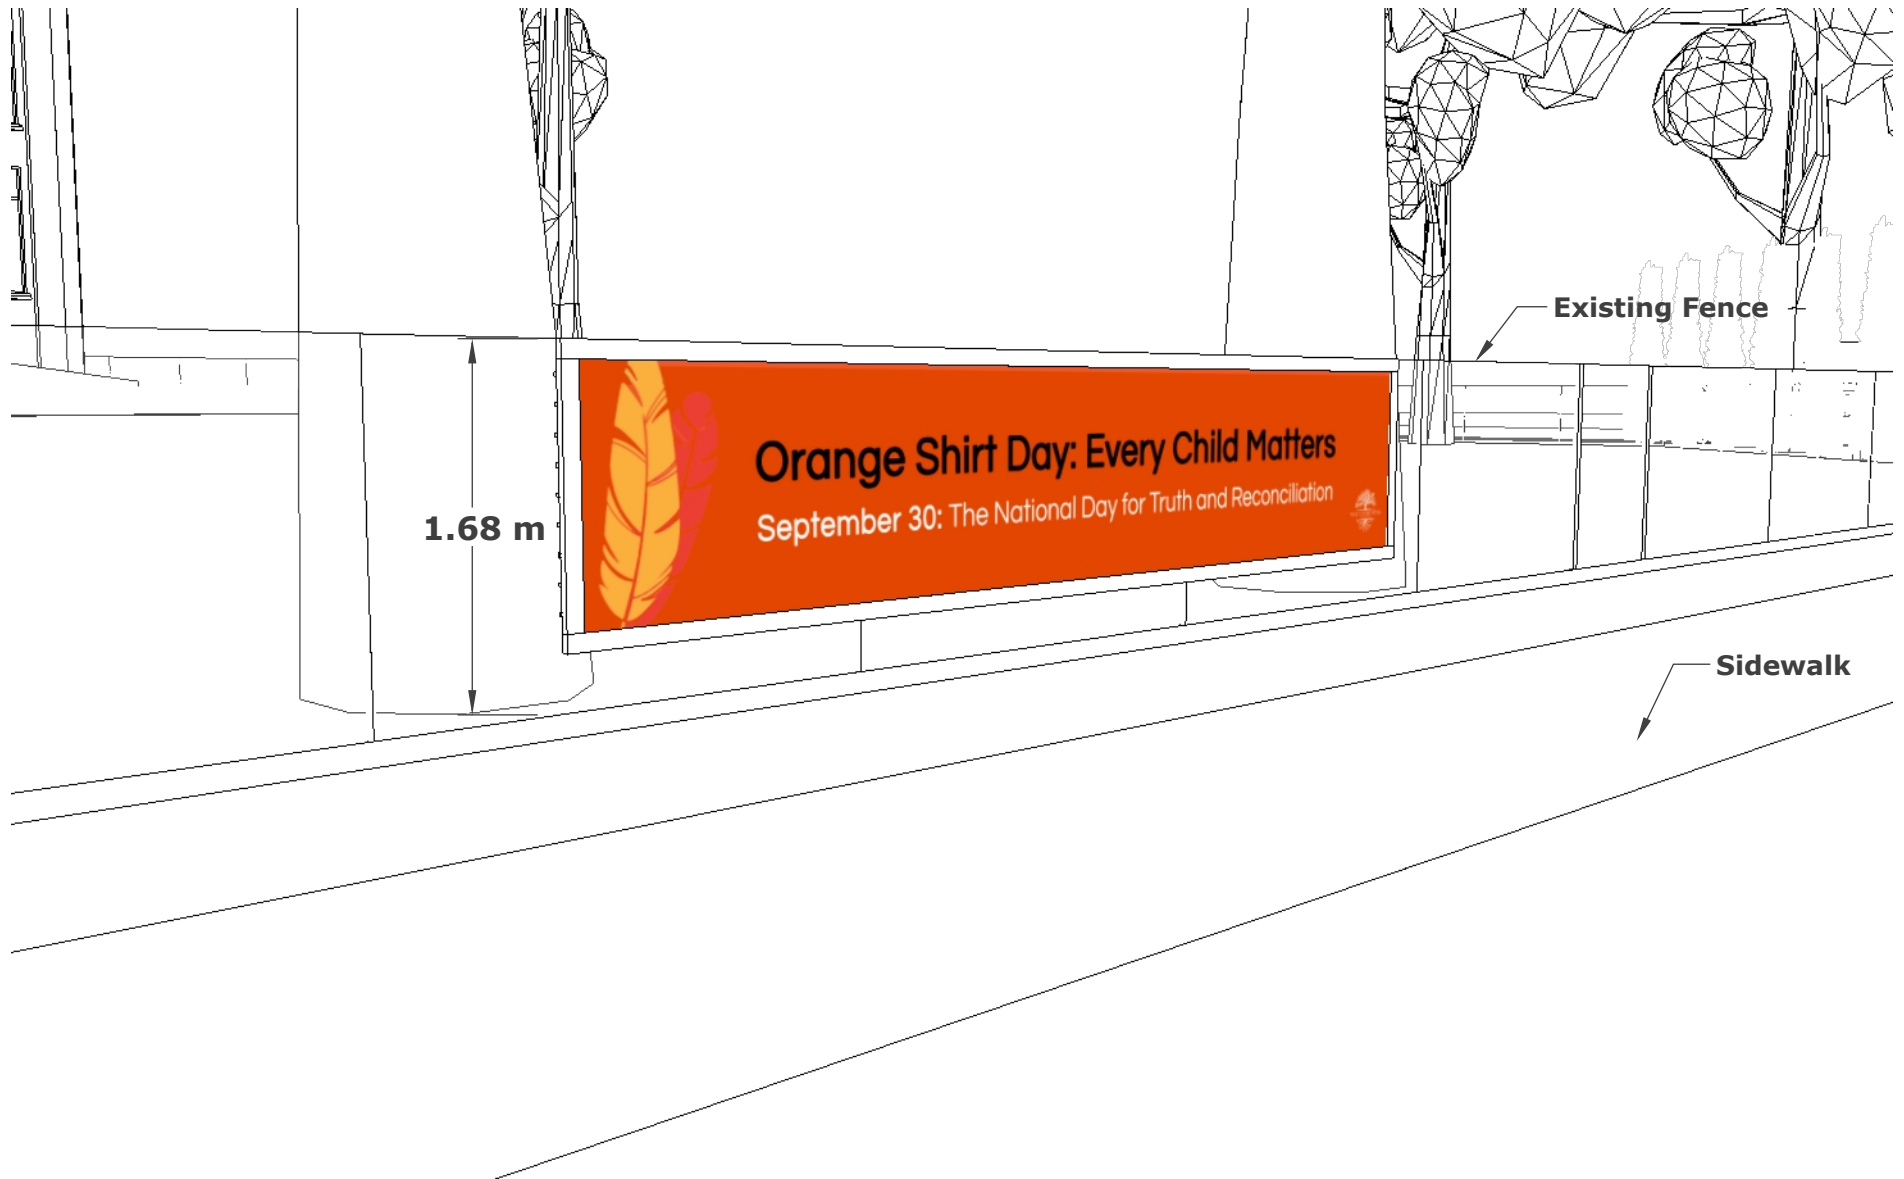 Existing Fence
Orange Shirt Day: Every Child Matters
September 30: The National Day for Truth and Reconciliation
1.68 m
Sidewalk